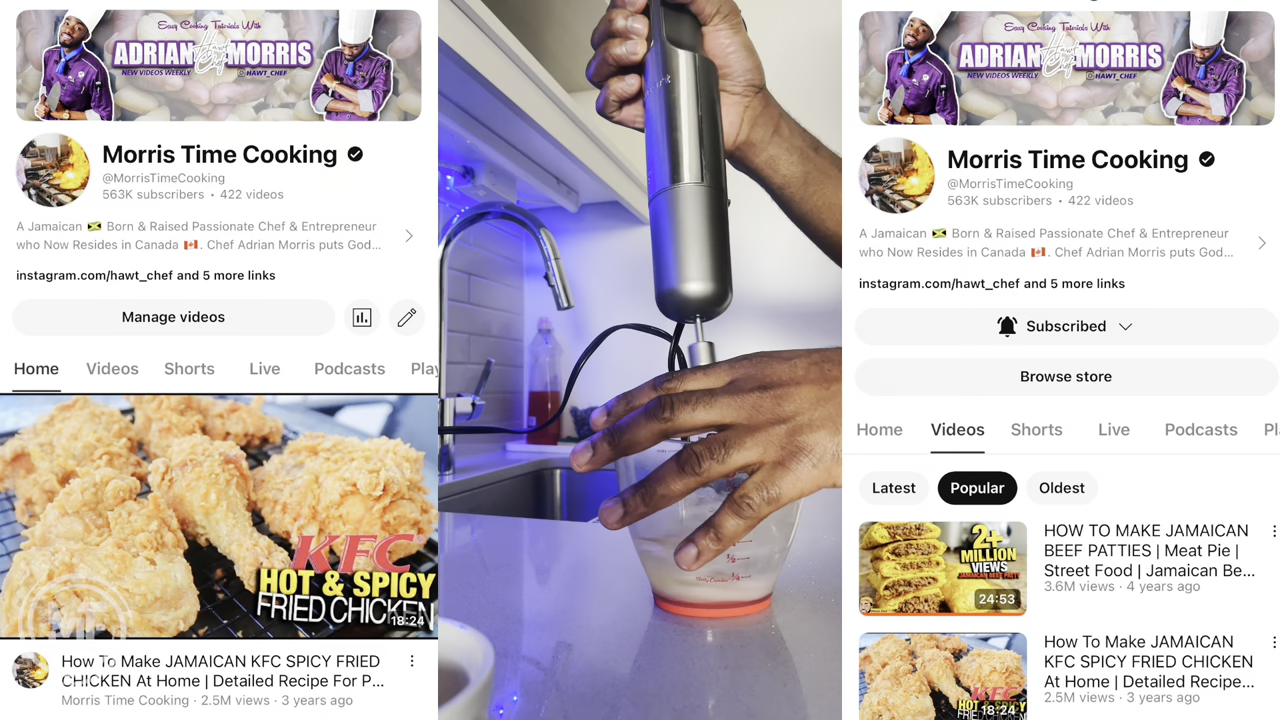 Easy Cooking Tutorials With
ADRIAN MORRIS
NEW VIDEOS WEEKLY
HAWT_CHEF
Morris Time Cooking
@MorrisTimeCooking
563K subscribers · 422 videos
A Jamaican 🇯🇲 Born & Raised Passionate Chef & Entrepreneur
who Now Resides in Canada 🇨🇦. Chef Adrian Morris puts God...
instagram.com/hawt_chef and 5 more links
Manage videos
Home Videos Shorts Live Podcasts Play
KFC
HOT & SPICY
FRIED CHICKEN
18:24
How To Make JAMAICAN KFC SPICY FRIED
CHICKEN At Home | Detailed Recipe For P...
Morris Time Cooking · 2.5M views · 3 years ago
Easy Cooking Tutorials With
ADRIAN MORRIS
NEW VIDEOS WEEKLY
HAWT_CHEF
Morris Time Cooking
@MorrisTimeCooking
563K subscribers · 422 videos
A Jamaican 🇯🇲 Born & Raised Passionate Chef & Entrepreneur
who Now Resides in Canada 🇨🇦. Chef Adrian Morris puts God...
instagram.com/hawt_chef and 5 more links
Subscribed
Browse store
Home Videos Shorts Live Podcasts Pl
Latest Popular Oldest
2+
MILLION
VIEWS
JAMAICAN BEEF PATTY
24:53
HOW TO MAKE JAMAICAN
BEEF PATTIES | Meat Pie |
Street Food | Jamaican Be...
3.6M views · 4 years ago
KFC
HOT & SPICY
18:24
How To Make JAMAICAN
KFC SPICY FRIED CHICKEN
At Home | Detailed Recipe...
2.5M views · 3 years ago